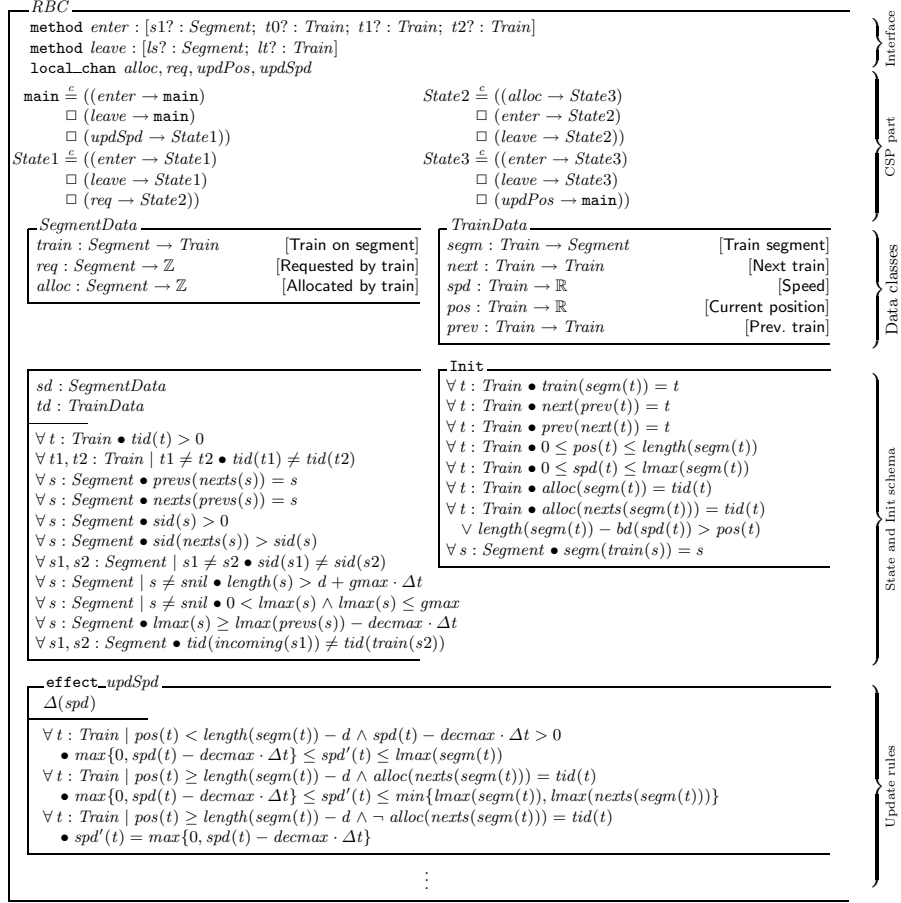 RBC
method enter : [s1? : Segment; t0? : Train; t1? : Train; t2? : Train]
method leave : [ls? : Segment; lt? : Train]
local_chan alloc, req, updPos, updSpd
Interface
main ≙ᶜ ((enter → main)
□ (leave → main)
□ (updSpd → State1))
State1 ≙ᶜ ((enter → State1)
□ (leave → State1)
□ (req → State2))
State2 ≙ᶜ ((alloc → State3)
□ (enter → State2)
□ (leave → State2))
State3 ≙ᶜ ((enter → State3)
□ (leave → State3)
□ (updPos → main))
CSP part
SegmentData
train : Segment → Train [Train on segment]
req : Segment → ℤ [Requested by train]
alloc : Segment → ℤ [Allocated by train]
TrainData
segm : Train → Segment [Train segment]
next : Train → Train [Next train]
spd : Train → ℝ [Speed]
pos : Train → ℝ [Current position]
prev : Train → Train [Prev. train]
Data classes
sd : SegmentData
td : TrainData
∀ t : Train • tid(t) > 0
∀ t1, t2 : Train | t1 ≠ t2 • tid(t1) ≠ tid(t2)
∀ s : Segment • prevs(nexts(s)) = s
∀ s : Segment • nexts(prevs(s)) = s
∀ s : Segment • sid(s) > 0
∀ s : Segment • sid(nexts(s)) > sid(s)
∀ s1, s2 : Segment | s1 ≠ s2 • sid(s1) ≠ sid(s2)
∀ s : Segment | s ≠ snil • length(s) > d + gmax · Δt
∀ s : Segment | s ≠ snil • 0 < lmax(s) ∧ lmax(s) ≤ gmax
∀ s : Segment • lmax(s) ≥ lmax(prevs(s)) − decmax · Δt
∀ s1, s2 : Segment • tid(incoming(s1)) ≠ tid(train(s2))
Init
∀ t : Train • train(segm(t)) = t
∀ t : Train • next(prev(t)) = t
∀ t : Train • prev(next(t)) = t
∀ t : Train • 0 ≤ pos(t) ≤ length(segm(t))
∀ t : Train • 0 ≤ spd(t) ≤ lmax(segm(t))
∀ t : Train • alloc(segm(t)) = tid(t)
∀ t : Train • alloc(nexts(segm(t))) = tid(t)
∨ length(segm(t)) − bd(spd(t)) > pos(t)
∀ s : Segment • segm(train(s)) = s
State and Init schema
effect_updSpd
Δ(spd)
∀ t : Train | pos(t) < length(segm(t)) − d ∧ spd(t) − decmax · Δt > 0
• max{0, spd(t) − decmax · Δt} ≤ spd′(t) ≤ lmax(segm(t))
∀ t : Train | pos(t) ≥ length(segm(t)) − d ∧ alloc(nexts(segm(t))) = tid(t)
• max{0, spd(t) − decmax · Δt} ≤ spd′(t) ≤ min{lmax(segm(t)), lmax(nexts(segm(t)))}
∀ t : Train | pos(t) ≥ length(segm(t)) − d ∧ ¬ alloc(nexts(segm(t))) = tid(t)
• spd′(t) = max{0, spd(t) − decmax · Δt}
Update rules
⋮